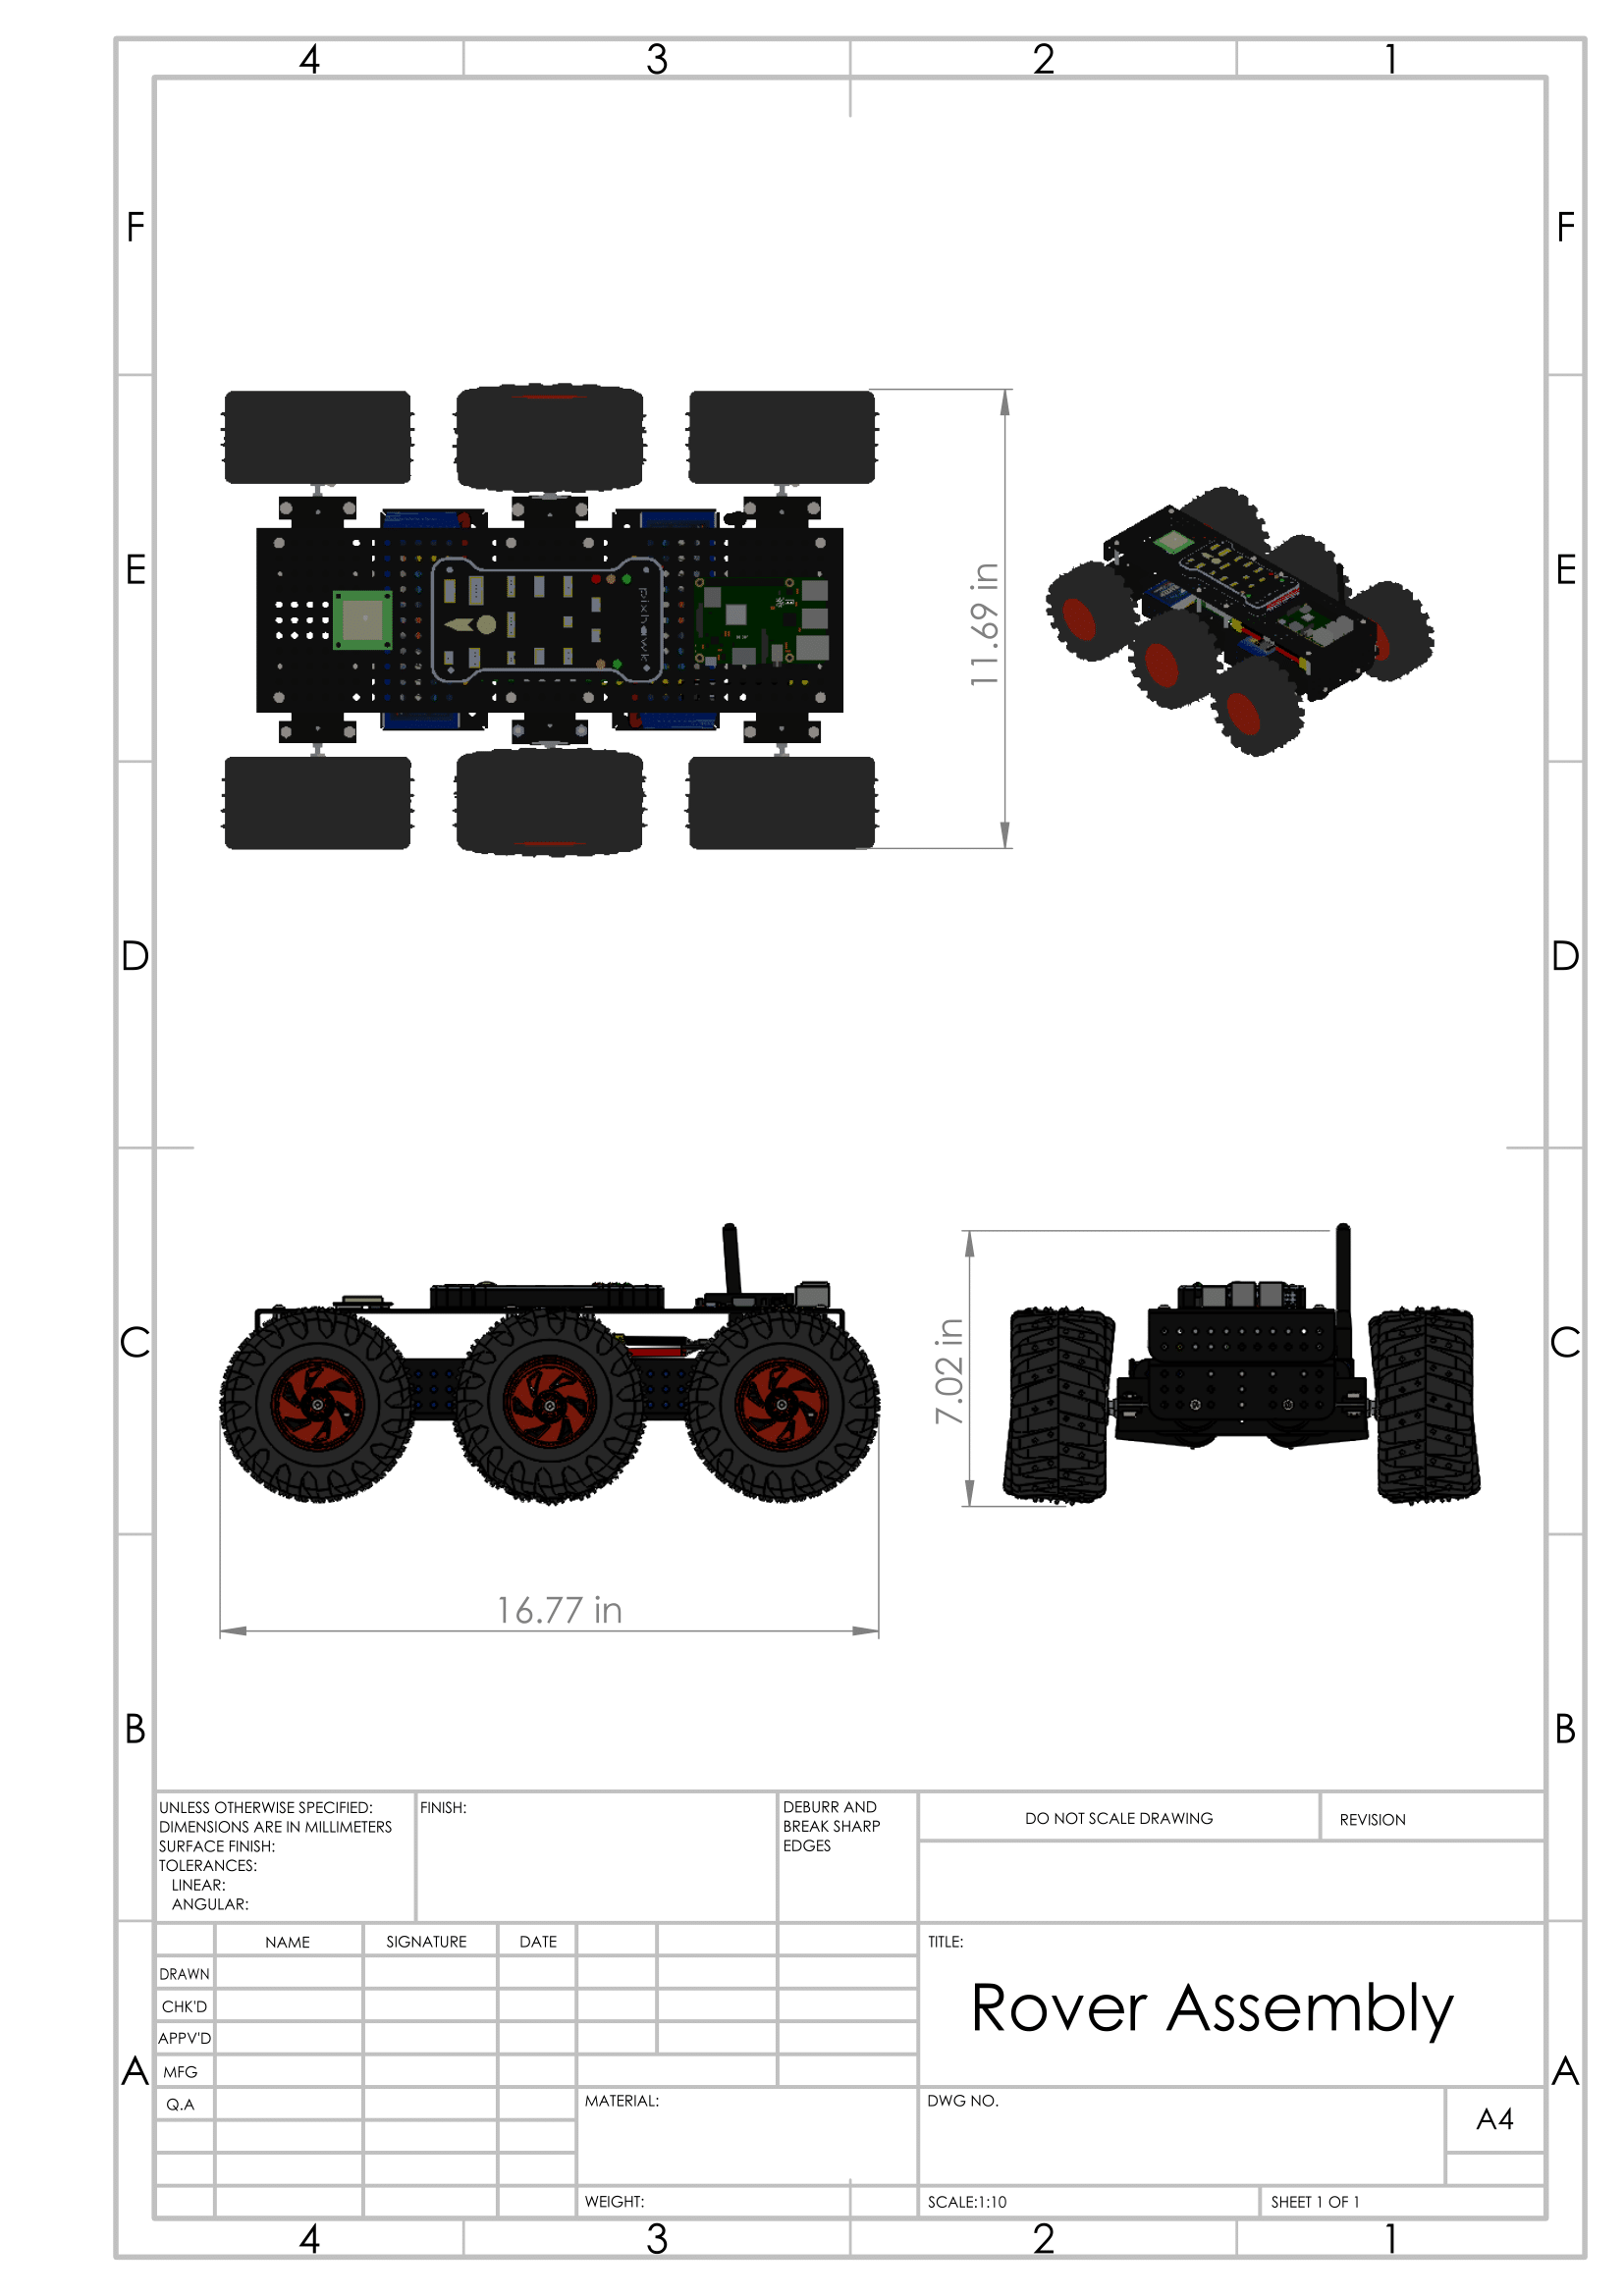 4 3 2 1
F F
pixhawk
E E
11.69 in
D D
7.02 in
C C
16.77 in
B B
UNLESS OTHERWISE SPECIFIED:
DIMENSIONS ARE IN MILLIMETERS
SURFACE FINISH:
TOLERANCES:
LINEAR:
ANGULAR:
FINISH:
DEBURR AND
BREAK SHARP
EDGES
DO NOT SCALE DRAWING
REVISION
NAME SIGNATURE DATE
DRAWN
CHK'D
APPV'D
MFG
Q.A
TITLE:
Rover Assembly
A A
MATERIAL:
DWG NO.
A4
WEIGHT:
SCALE:1:10
SHEET 1 OF 1
4 3 2 1